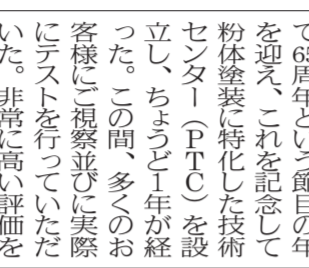 で65周年という節目の年
を迎え、これを記念して
粉体塗装に特化した技術
センター（PTC）を設
立し、ちょうど1年が経
った。この間、多くのお
客様にご視察並びに実際
にテストを行っていただ
いた。非常に高い評価を